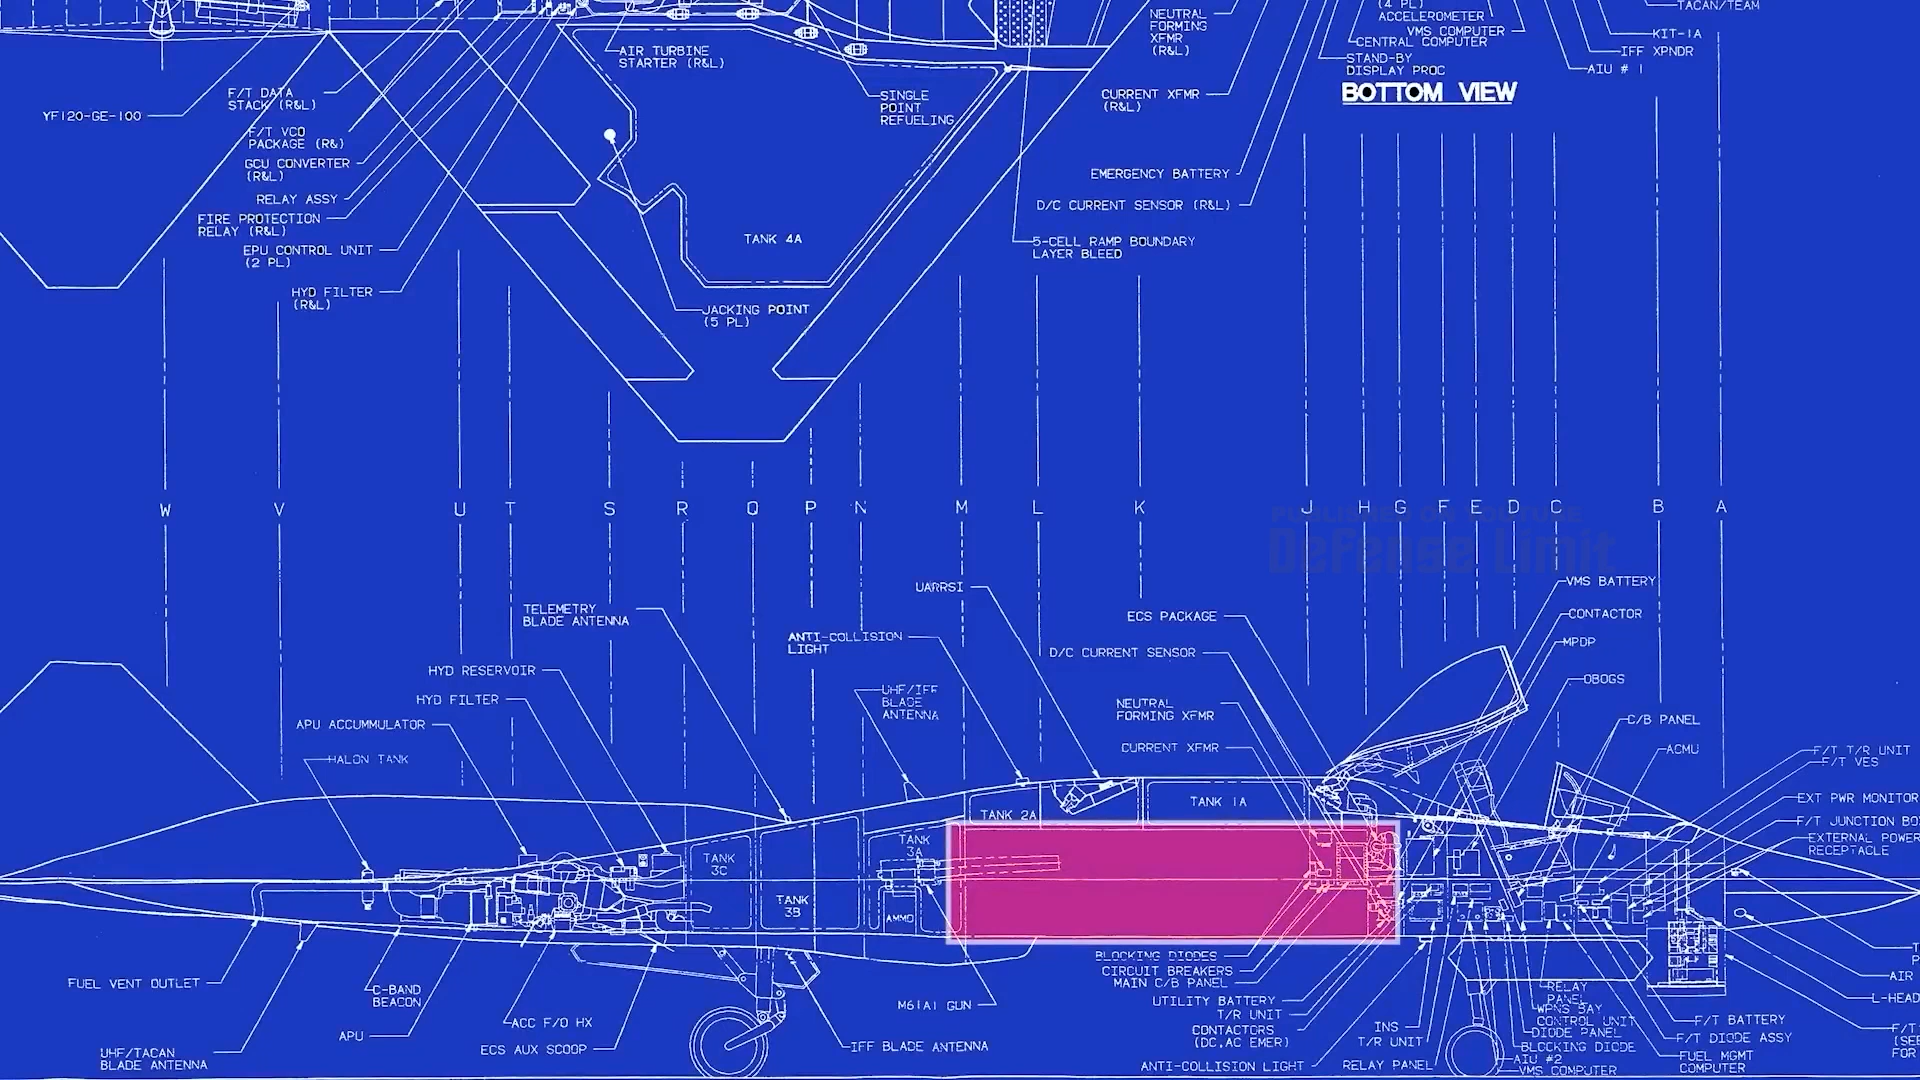 TACAN/TEAM
(4 PL)
ACCELEROMETER
VMS COMPUTER
CENTRAL COMPUTER
KIT-1A
IFF XPNDR
AIU # 1
STAND-BY
DISPLAY PROC
BOTTOM VIEW
NEUTRAL
FORMING
XFMR
(R&L)
AIR TURBINE
STARTER (R&L)
SINGLE
POINT
REFUELING
CURRENT XFMR
(R&L)
F/T DATA
STACK (R&L)
YF120-GE-100
F/T VCO
PACKAGE (R&)
GCU CONVERTER
(R&L)
RELAY ASSY
FIRE PROTECTION
RELAY (R&L)
EPU CONTROL UNIT
(2 PL)
HYD FILTER
(R&L)
TANK 4A
JACKING POINT
(5 PL)
EMERGENCY BATTERY
D/C CURRENT SENSOR (R&L)
5-CELL RAMP BOUNDARY
LAYER BLEED
W V U T S R Q P N M L K J H G F E D C B A
Defense Limit
TELEMETRY
BLADE ANTENNA
UARRSI
ANTI-COLLISION
LIGHT
ECS PACKAGE
D/C CURRENT SENSOR
VMS BATTERY
CONTACTOR
MPDP
OBOGS
C/B PANEL
ACMU
HYD RESERVOIR
HYD FILTER
APU ACCUMMULATOR
HALON TANK
UHF/IFF
BLADE
ANTENNA
NEUTRAL
FORMING XFMR
CURRENT XFMR
F/T T/R UNIT
F/T VES
EXT PWR MONITOR
F/T JUNCTION BO
EXTERNAL POWER
RECEPTACLE
TANK 2A
TANK 1A
TANK
3A
TANK
3C
TANK
3B
AMMO
FUEL VENT OUTLET
C-BAND
BEACON
APU
UHF/TACAN
BLADE ANTENNA
ACC F/O HX
ECS AUX SCOOP
M61A1 GUN
IFF BLADE ANTENNA
BLOCKING DIODES
CIRCUIT BREAKERS
MAIN C/B PANEL
UTILITY BATTERY
T/R UNIT
CONTACTORS
(DC,AC EMER)
ANTI-COLLISION LIGHT
INS
T/R UNIT
RELAY PANEL
RELAY
PANEL
WPNS BAY
CONTROL UNIT
DIODE PANEL
BLOCKING DIODE
AIU #2
VMS COMPUTER
F/T BATTERY
F/T DIODE ASSY
FUEL MGMT
COMPUTER
AIR
L-HEAD
F/T
(SEE
FOR